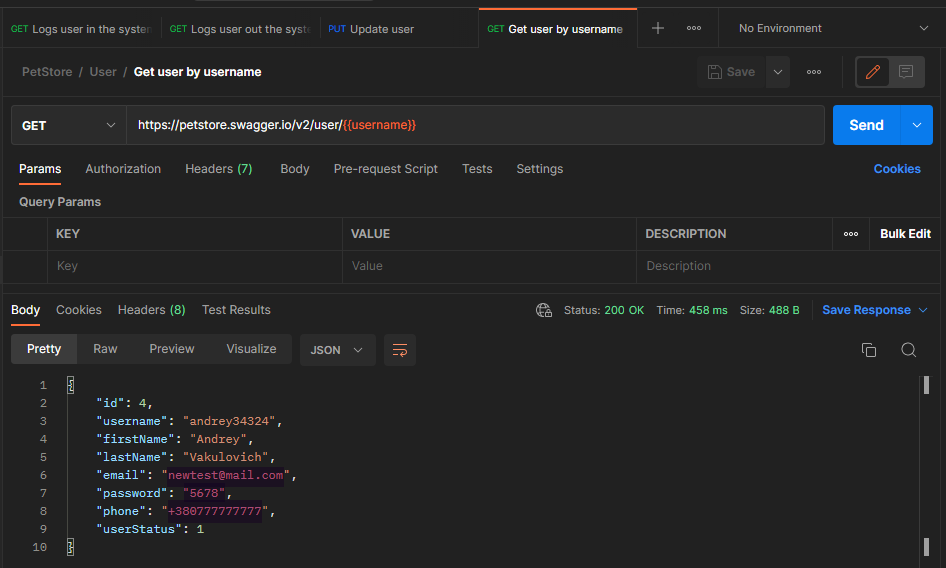 GET Logs user in the system GET Logs user out the syste PUT Update user GET Get user by username No Environment
PetStore / User / Get user by username Save
GET https://petstore.swagger.io/v2/user/{{username}} Send
Params Authorization Headers (7) Body Pre-request Script Tests Settings Cookies
Query Params
KEY VALUE DESCRIPTION Bulk Edit
Key Value Description
Body Cookies Headers (8) Test Results Status: 200 OK Time: 458 ms Size: 488 B Save Response
Pretty Raw Preview Visualize JSON
1 {
2 "id": 4,
3 "username": "andrey34324",
4 "firstName": "Andrey",
5 "lastName": "Vakulovich",
6 "email": "newtest@mail.com",
7 "password": "5678",
8 "phone": "+380777777777",
9 "userStatus": 1
10 }